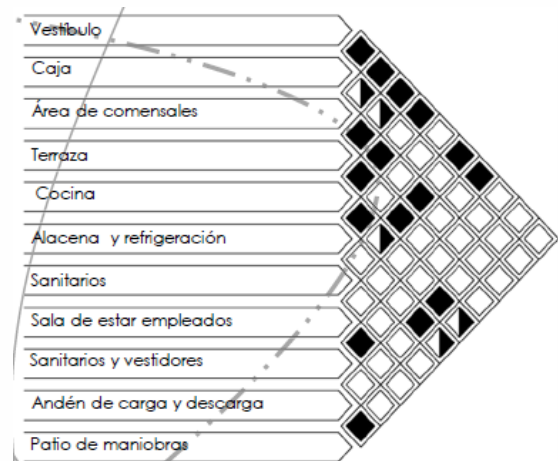 Vestíbulo
Caja
Área de comensales
Terraza
Cocina
Alacena y refrigeración
Sanitarios
Sala de estar empleados
Sanitarios y vestidores
Andén de carga y descarga
Patio de maniobras